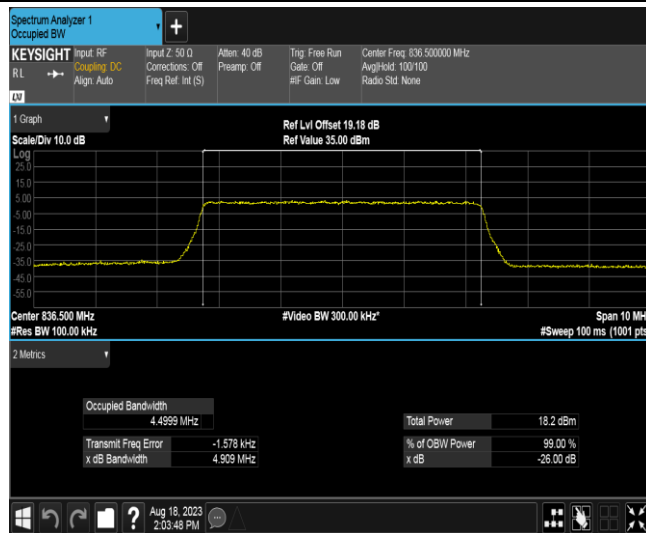 Spectrum Analyzer 1
Occupied BW
+
KEYSIGHT Input: RF Input Z: 50 Ω Atten: 40 dB Trig: Free Run Center Freq: 836.500000 MHz
RL Coupling: DC Corrections: Off Preamp: Off Gate: Off Avg|Hold: 100/100
Align: Auto Freq Ref: Int (S) #IF Gain: Low Radio Std: None
LXI
1 Graph
Ref Lvl Offset 19.18 dB
Scale/Div 10.0 dB Ref Value 35.00 dBm
Log
25.0
15.0
5.00
-5.00
-15.0
-25.0
-35.0
-45.0
-55.0
Center 836.500 MHz #Video BW 300.00 kHz* Span 10 MH
#Res BW 100.00 kHz #Sweep 100 ms (1001 pts
2 Metrics
Occupied Bandwidth
4.4999 MHz Total Power 18.2 dBm
Transmit Freq Error -1.578 kHz % of OBW Power 99.00 %
x dB Bandwidth 4.909 MHz x dB -26.00 dB
? Aug 18, 2023
2:03:48 PM